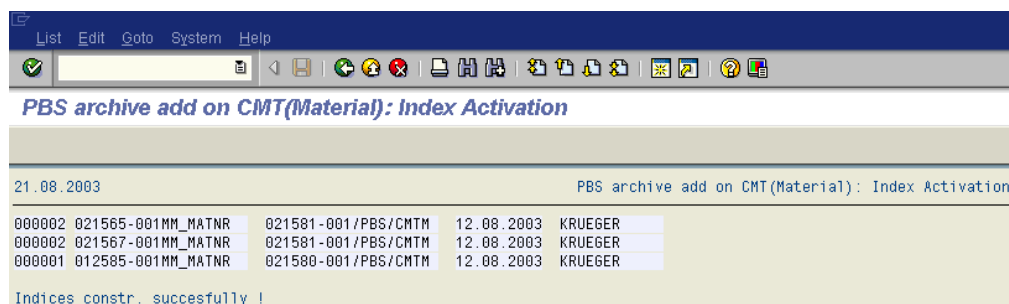 List Edit Goto System Help
PBS archive add on CMT(Material): Index Activation
21.08.2003 PBS archive add on CMT(Material): Index Activation
000002 021565-001MM_MATNR 021581-001/PBS/CMTM 12.08.2003 KRUEGER
000002 021567-001MM_MATNR 021581-001/PBS/CMTM 12.08.2003 KRUEGER
000001 012585-001MM_MATNR 021580-001/PBS/CMTM 12.08.2003 KRUEGER
Indices constr. succesfully !